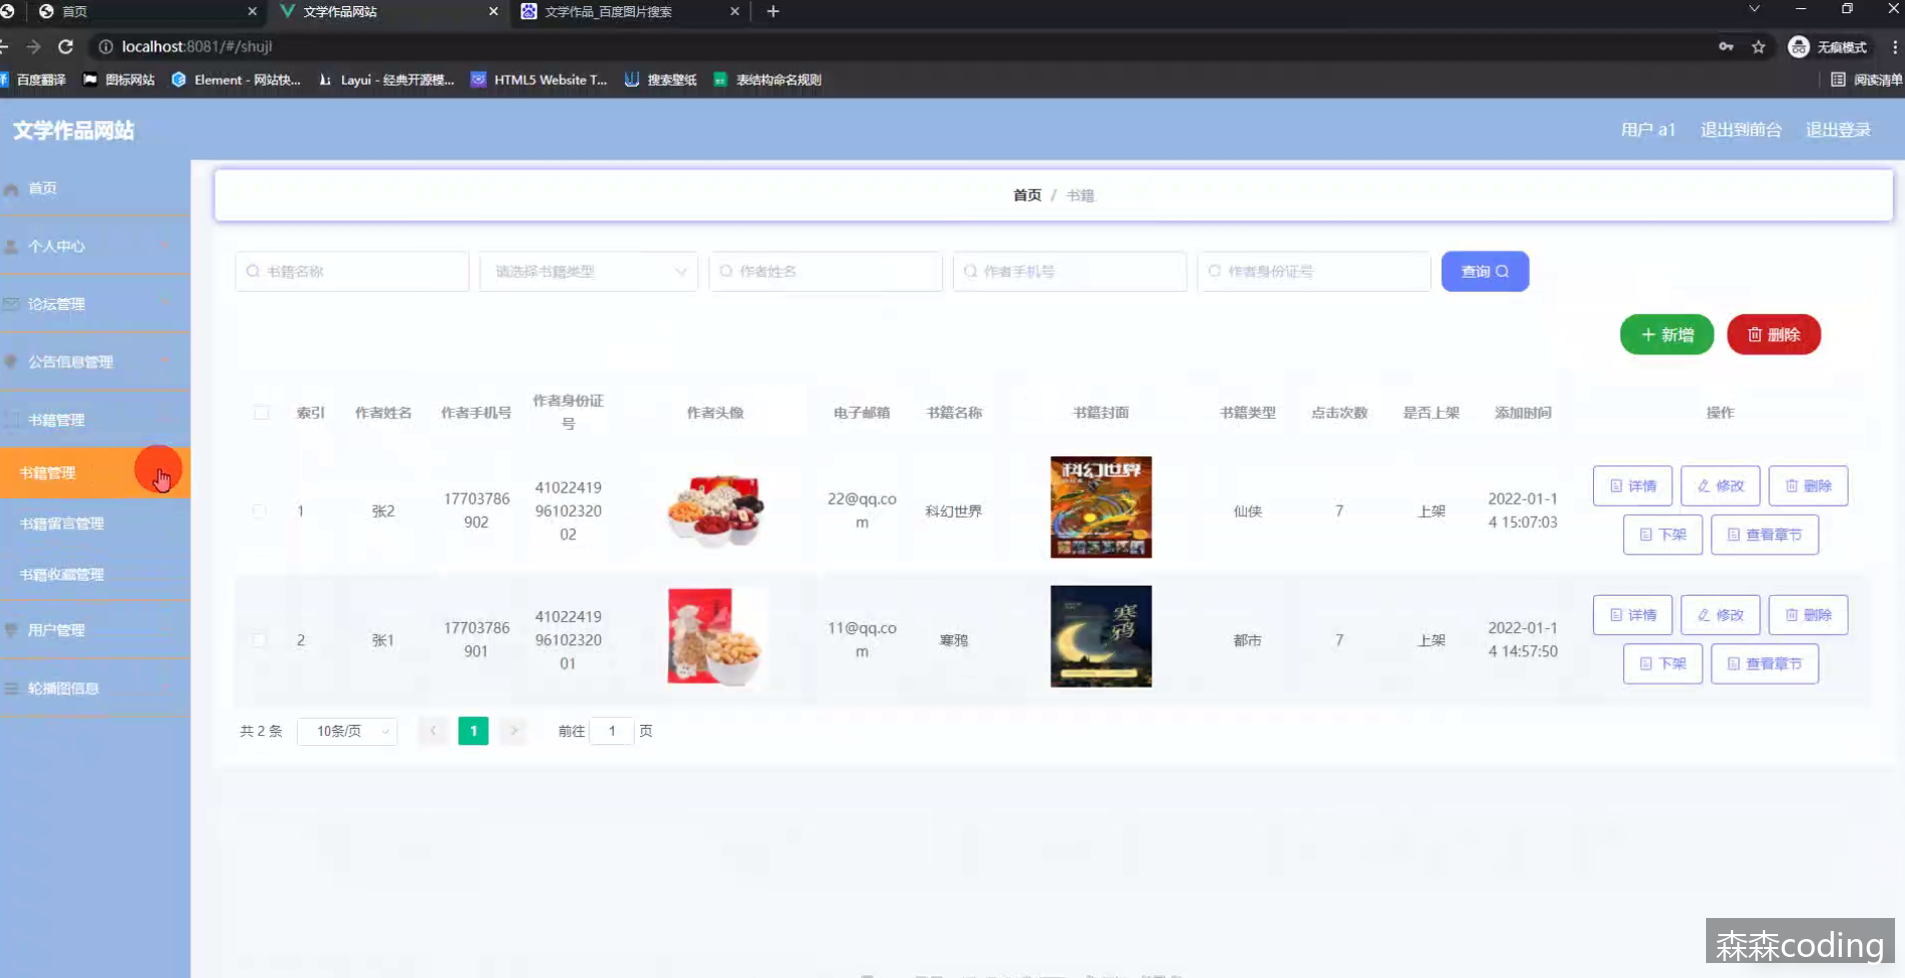 首页
文学作品网站
文学作品_百度图片搜索
localhost:8081/#/shuji
无痕模式
百度翻译
图标网站
Element - 网站快...
Layui - 经典开源模...
HTML5 Website T...
搜索壁纸
表结构命名规则
阅读清单
文学作品网站
用户 a1
退出到前台
退出登录
首页
个人中心
论坛管理
公告信息管理
书籍管理
书籍管理
书籍留言管理
书籍收藏管理
用户管理
轮播图信息
首页 / 书籍
书籍名称
请选择书籍类型
作者姓名
作者手机号
作者身份证号
查询
+ 新增
删除
索引
作者姓名
作者手机号
作者身份证
号
作者头像
电子邮箱
书籍名称
书籍封面
书籍类型
点击次数
是否上架
添加时间
操作
1
张2
17703786
902
41022419
96102320
02
22@qq.co
m
科幻世界
科幻世界
仙侠
7
上架
2022-01-1
4 15:07:03
详情
修改
删除
下架
查看章节
2
张1
17703786
901
41022419
96102320
01
11@qq.co
m
寒鸦
寒鸦
都市
7
上架
2022-01-1
4 14:57:50
详情
修改
删除
下架
查看章节
共 2 条
10条/页
1
前往 1 页
森森coding